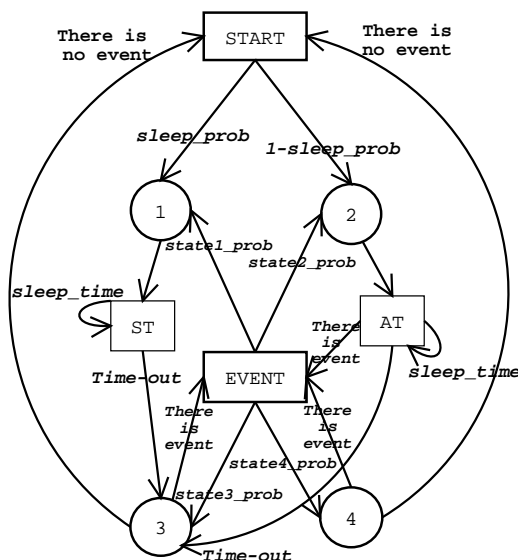 There is
no event
START
There is
no event
sleep_prob
1-sleep_prob
1
2
state1_prob
state2_prob
sleep_time
ST
AT
There
is
event
Time-out
EVENT
sleep_time
There
is
event
There
is
event
state4_prob
state3_prob
3
4
Time-out